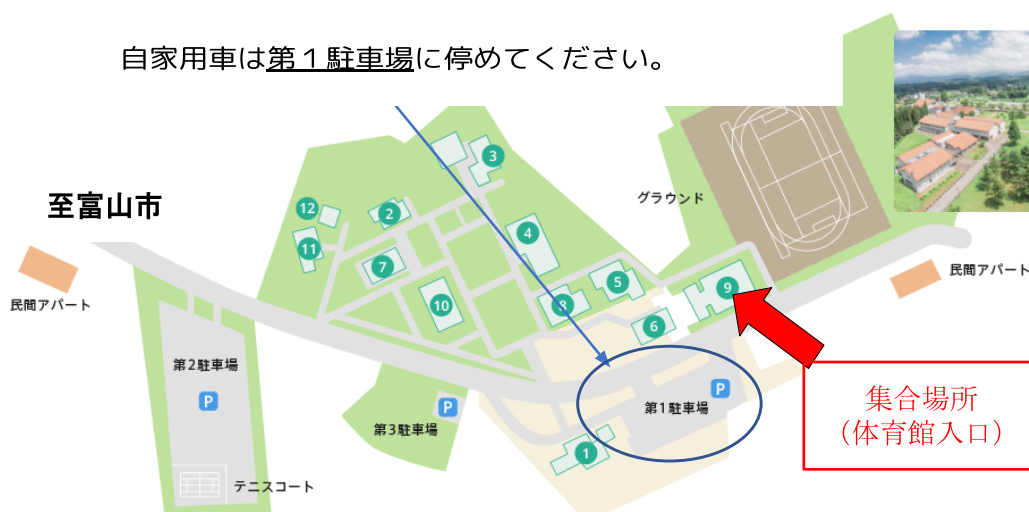 自家用車は第１駐車場に停めてください。
至富山市
グラウンド
民間アパート
民間アパート
第2駐車場
P
第3駐車場
P
第1駐車場
P
テニスコート
集合場所
（体育館入口）
1
2
3
4
5
6
7
8
9
10
11
12